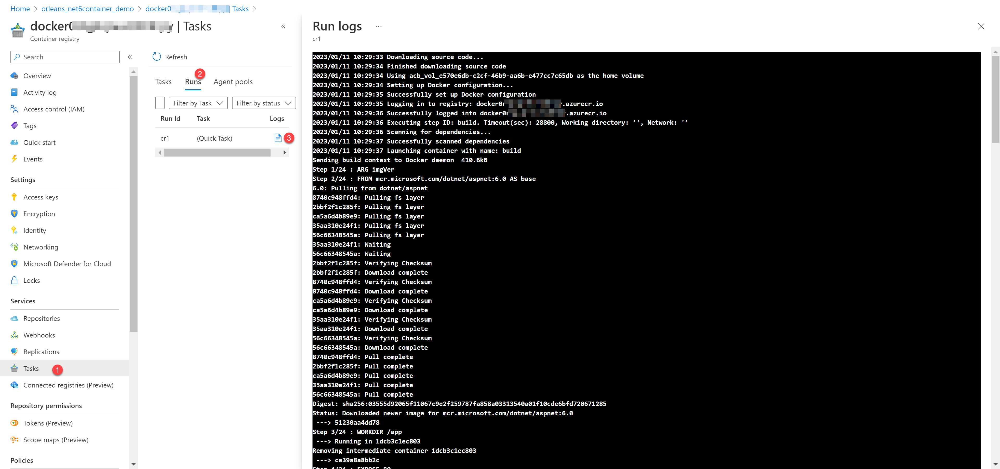 Home > orleans_net6container_demo > docker0 Tasks >
docker0 | Tasks
Container registry
Search
Overview
Activity log
Access control (IAM)
Tags
Quick start
Events
Settings
Access keys
Encryption
Identity
Networking
Microsoft Defender for Cloud
Locks
Services
Repositories
Webhooks
Replications
Tasks 1
Connected registries (Preview)
Repository permissions
Tokens (Preview)
Scope maps (Preview)
Policies
Refresh
2
Tasks Runs Agent pools
Filter by Task Filter by status
Run Id Task Logs
cr1 (Quick Task) 3
Run logs ...
cr1
2023/01/11 10:29:33 Downloading source code...
2023/01/11 10:29:34 Finished downloading source code
2023/01/11 10:29:34 Using acb_vol_e570e6db-c2cf-46b9-aa6b-e477cc7c65db as the home volume
2023/01/11 10:29:34 Setting up Docker configuration...
2023/01/11 10:29:35 Successfully set up Docker configuration
2023/01/11 10:29:35 Logging in to registry: docker0 .azurecr.io
2023/01/11 10:29:36 Successfully logged into docker0 .azurecr.io
2023/01/11 10:29:36 Executing step ID: build. Timeout(sec): 28800, Working directory: '', Network: ''
2023/01/11 10:29:36 Scanning for dependencies...
2023/01/11 10:29:37 Successfully scanned dependencies
2023/01/11 10:29:37 Launching container with name: build
Sending build context to Docker daemon  410.6kB
Step 1/24 : ARG imgVer
Step 2/24 : FROM mcr.microsoft.com/dotnet/aspnet:6.0 AS base
6.0: Pulling from dotnet/aspnet
8740c948ffd4: Pulling fs layer
2bbf2f1c285f: Pulling fs layer
ca5a6d4b89e9: Pulling fs layer
35aa310e24f1: Pulling fs layer
56c66348545a: Pulling fs layer
35aa310e24f1: Waiting
56c66348545a: Waiting
2bbf2f1c285f: Verifying Checksum
2bbf2f1c285f: Download complete
8740c948ffd4: Verifying Checksum
8740c948ffd4: Download complete
ca5a6d4b89e9: Verifying Checksum
ca5a6d4b89e9: Download complete
35aa310e24f1: Verifying Checksum
35aa310e24f1: Download complete
56c66348545a: Verifying Checksum
56c66348545a: Download complete
8740c948ffd4: Pull complete
2bbf2f1c285f: Pull complete
ca5a6d4b89e9: Pull complete
35aa310e24f1: Pull complete
56c66348545a: Pull complete
Digest: sha256:03555d92065f11067c9e2f259787fa858a03313540a01f10cde6bfd720671285
Status: Downloaded newer image for mcr.microsoft.com/dotnet/aspnet:6.0
---> 51230aa4dd78
Step 3/24 : WORKDIR /app
---> Running in 1dcb3c1ec803
Removing intermediate container 1dcb3c1ec803
---> ce39a8a8bb2c
Step 4/24 : EXPOSE 80